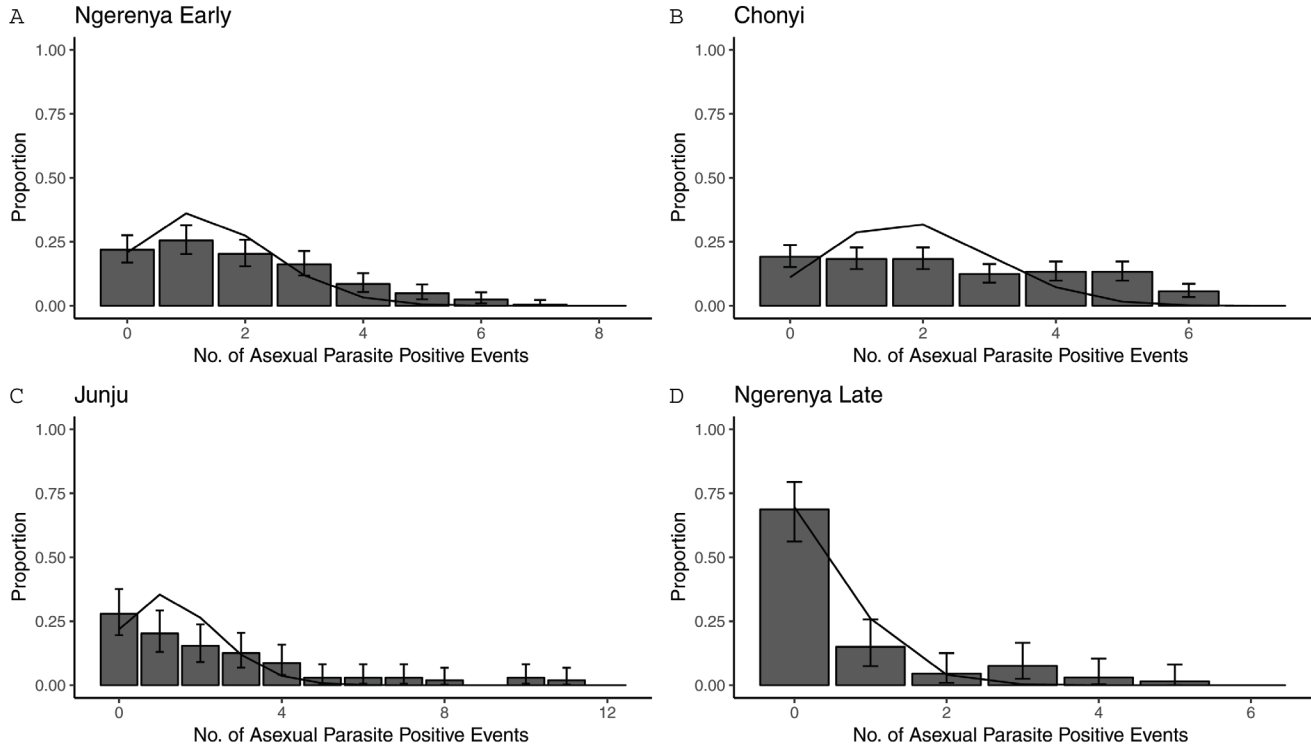 A Ngerenya Early
1.00
0.75
0.50
0.25
0.00
Proportion
0 2 4 6 8
No. of Asexual Parasite Positive Events
B Chonyi
1.00
0.75
0.50
0.25
0.00
Proportion
0 2 4 6
No. of Asexual Parasite Positive Events
C Junju
1.00
0.75
0.50
0.25
0.00
Proportion
0 4 8 12
No. of Asexual Parasite Positive Events
D Ngerenya Late
1.00
0.75
0.50
0.25
0.00
Proportion
0 2 4 6
No. of Asexual Parasite Positive Events